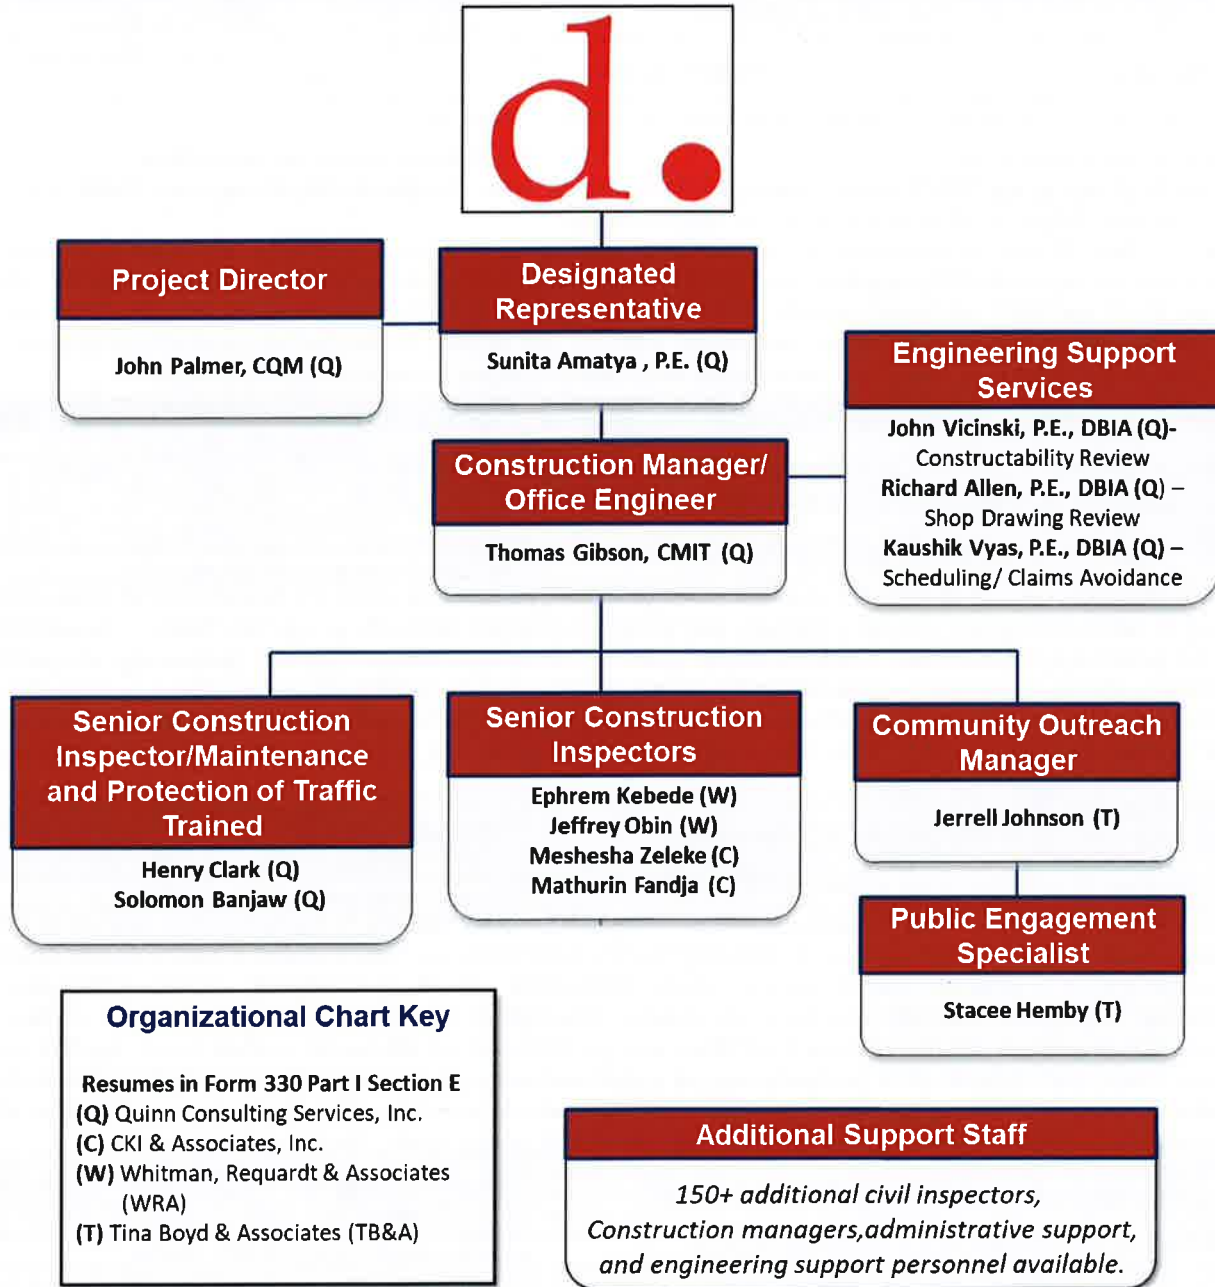 d.
Project Director
John Palmer, CQM (Q)
Designated
Representative
Sunita Amatya , P.E. (Q)
Engineering Support
Services
John Vicinski, P.E., DBIA (Q)-
Constructability Review
Richard Allen, P.E., DBIA (Q) –
Shop Drawing Review
Kaushik Vyas, P.E., DBIA (Q) –
Scheduling/ Claims Avoidance
Construction Manager/
Office Engineer
Thomas Gibson, CMIT (Q)
Senior Construction
Inspector/Maintenance
and Protection of Traffic
Trained
Henry Clark (Q)
Solomon Banjaw (Q)
Senior Construction
Inspectors
Ephrem Kebede (W)
Jeffrey Obin (W)
Meshesha Zeleke (C)
Mathurin Fandja (C)
Community Outreach
Manager
Jerrell Johnson (T)
Public Engagement
Specialist
Stacee Hemby (T)
Organizational Chart Key
Resumes in Form 330 Part I Section E
(Q) Quinn Consulting Services, Inc.
(C) CKI & Associates, Inc.
(W) Whitman, Requardt & Associates
(WRA)
(T) Tina Boyd & Associates (TB&A)
Additional Support Staff
150+ additional civil inspectors,
Construction managers,administrative support,
and engineering support personnel available.